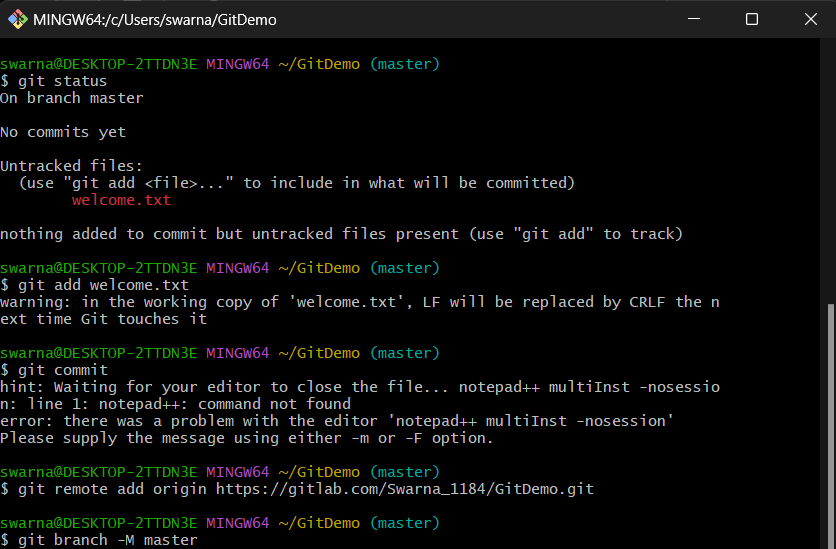 MINGW64:/c/Users/swarna/GitDemo
swarna@DESKTOP-2TTDN3E MINGW64 ~/GitDemo (master)
$ git status
On branch master
No commits yet
Untracked files:
(use "git add <file>..." to include in what will be committed)
welcome.txt
nothing added to commit but untracked files present (use "git add" to track)
swarna@DESKTOP-2TTDN3E MINGW64 ~/GitDemo (master)
$ git add welcome.txt
warning: in the working copy of 'welcome.txt', LF will be replaced by CRLF the n
ext time Git touches it
swarna@DESKTOP-2TTDN3E MINGW64 ~/GitDemo (master)
$ git commit
hint: Waiting for your editor to close the file... notepad++ multiInst -nosessio
n: line 1: notepad++: command not found
error: there was a problem with the editor 'notepad++ multiInst -nosession'
Please supply the message using either -m or -F option.
swarna@DESKTOP-2TTDN3E MINGW64 ~/GitDemo (master)
$ git remote add origin https://gitlab.com/Swarna_1184/GitDemo.git
swarna@DESKTOP-2TTDN3E MINGW64 ~/GitDemo (master)
$ git branch -M master